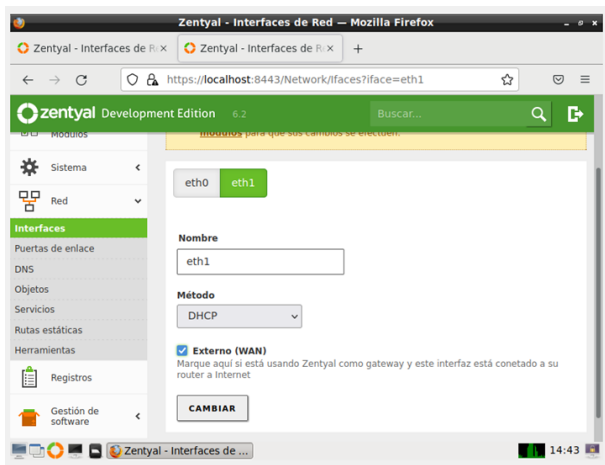 Zentyal - Interfaces de Red — Mozilla Firefox
Zentyal - Interfaces de Re
Zentyal - Interfaces de Re
https://localhost:8443/Network/Ifaces?iface=eth1
zentyal Development Edition 6.2
Buscar...
Módulos
módulos para que sus cambios se efectúen.
Sistema
eth0 eth1
Red
Interfaces
Puertas de enlace
Nombre
DNS
eth1
Objetos
Método
Servicios
DHCP
Rutas estáticas
Herramientas
Externo (WAN)
Marque aquí si está usando Zentyal como gateway y este interfaz está conetado a su
router a Internet
Registros
CAMBIAR
Gestión de
software
Zentyal - Interfaces de ...
14:43